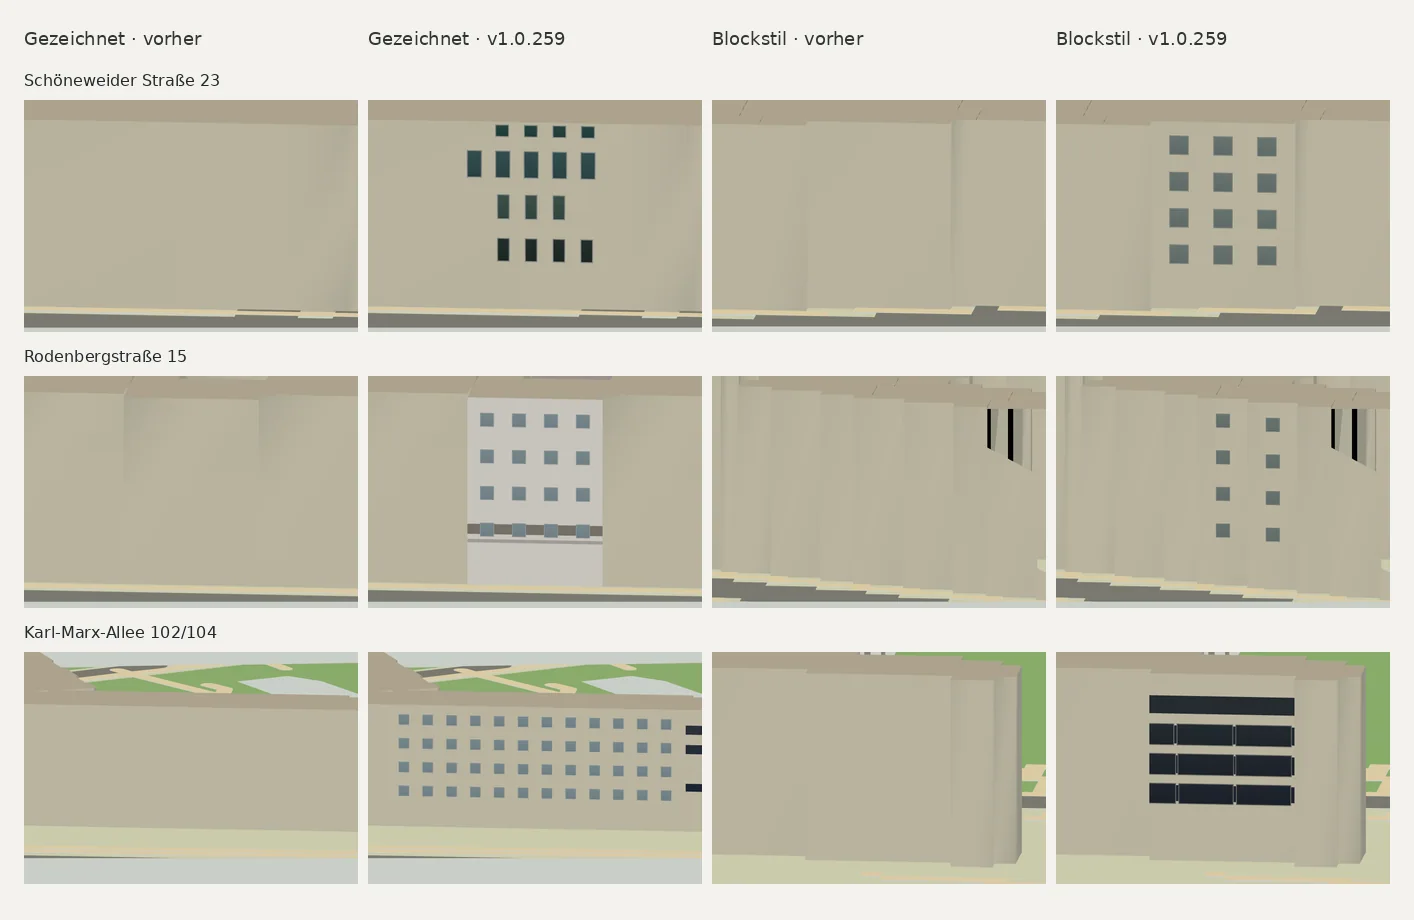 Gezeichnet · vorher
Gezeichnet · v1.0.259
Blockstil · vorher
Blockstil · v1.0.259
Schöneweider Straße 23
Rodenbergstraße 15
Karl-Marx-Allee 102/104